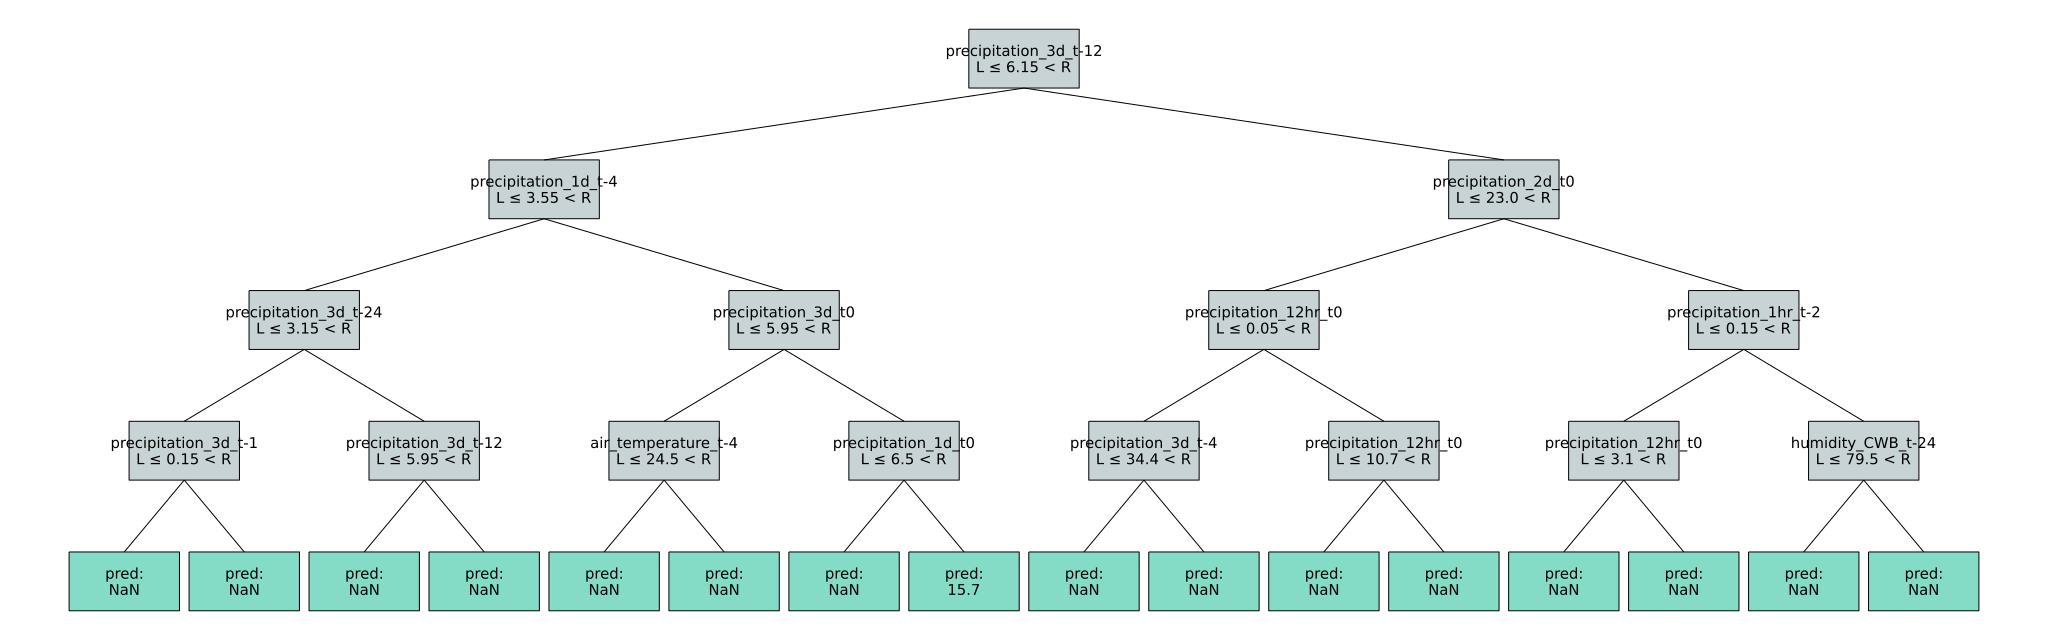 precipitation_3d_t-12
L ≤ 6.15 < R
precipitation_1d_t-4
L ≤ 3.55 < R
precipitation_2d_t0
L ≤ 23.0 < R
precipitation_3d_t-24
L ≤ 3.15 < R
precipitation_3d_t0
L ≤ 5.95 < R
precipitation_12hr_t0
L ≤ 0.05 < R
precipitation_1hr_t-2
L ≤ 0.15 < R
precipitation_3d_t-1
L ≤ 0.15 < R
precipitation_3d_t-12
L ≤ 5.95 < R
air_temperature_t-4
L ≤ 24.5 < R
precipitation_1d_t0
L ≤ 6.5 < R
precipitation_3d_t-4
L ≤ 34.4 < R
precipitation_12hr_t0
L ≤ 10.7 < R
precipitation_12hr_t0
L ≤ 3.1 < R
humidity_CWB_t-24
L ≤ 79.5 < R
pred:
NaN
pred:
NaN
pred:
NaN
pred:
NaN
pred:
NaN
pred:
NaN
pred:
NaN
pred:
15.7
pred:
NaN
pred:
NaN
pred:
NaN
pred:
NaN
pred:
NaN
pred:
NaN
pred:
NaN
pred:
NaN